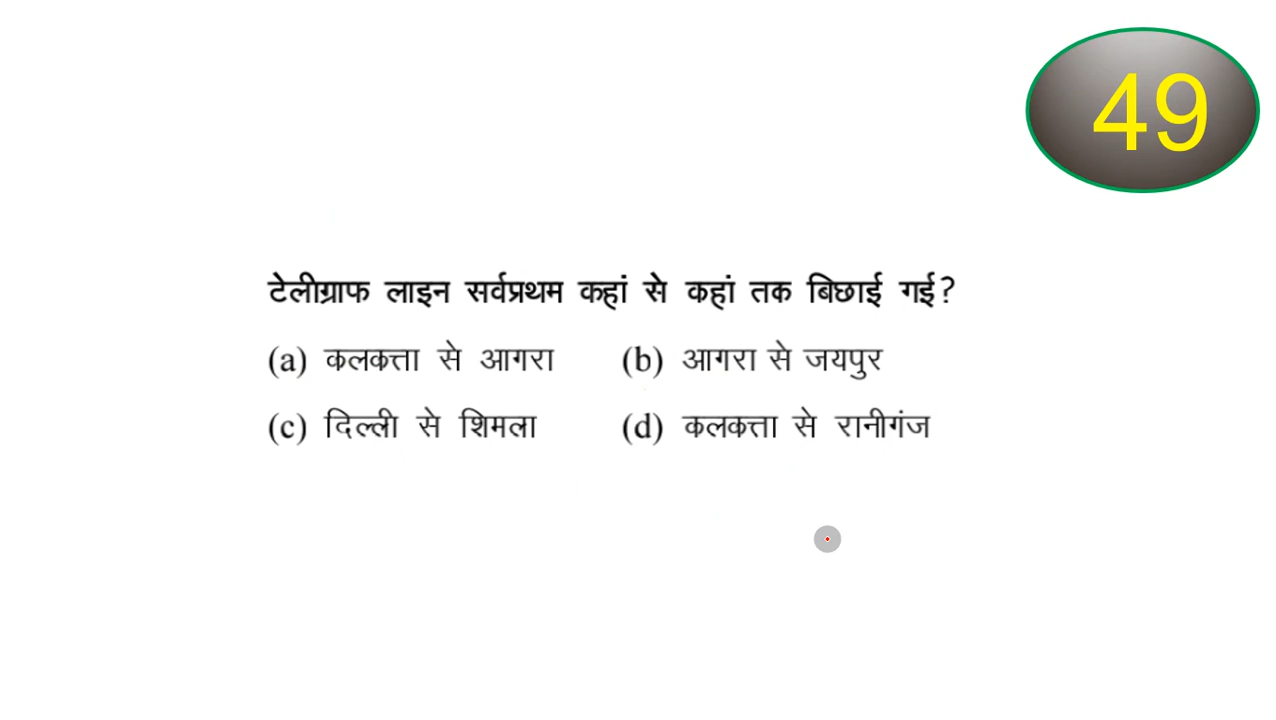 49
टेलीग्राफ लाइन सर्वप्रथम कहां से कहां तक बिछाई गई?
(a) कलकत्ता से आगरा (b) आगरा से जयपुर
(c) दिल्ली से शिमला (d) कलकत्ता से रानीगंज